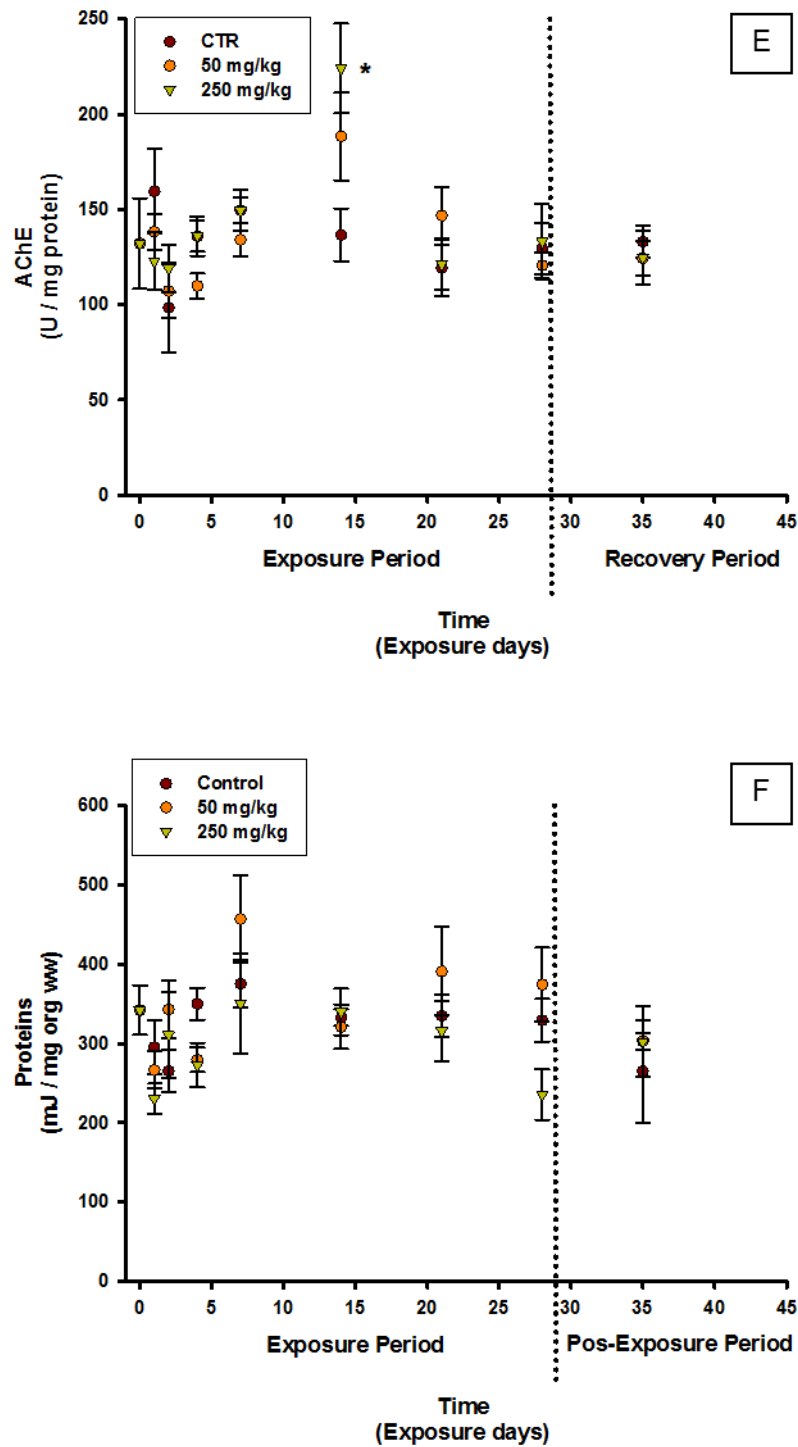 E
CTR
50 mg/kg
250 mg/kg
*
AChE
(U / mg protein)
250
200
150
100
50
0
0 5 10 15 20 25 30 35 40 45
Exposure Period Recovery Period
Time
(Exposure days)
F
Control
50 mg/kg
250 mg/kg
Proteins
(mJ / mg org ww)
600
500
400
300
200
100
0
0 5 10 15 20 25 30 35 40 45
Exposure Period Pos-Exposure Period
Time
(Exposure days)